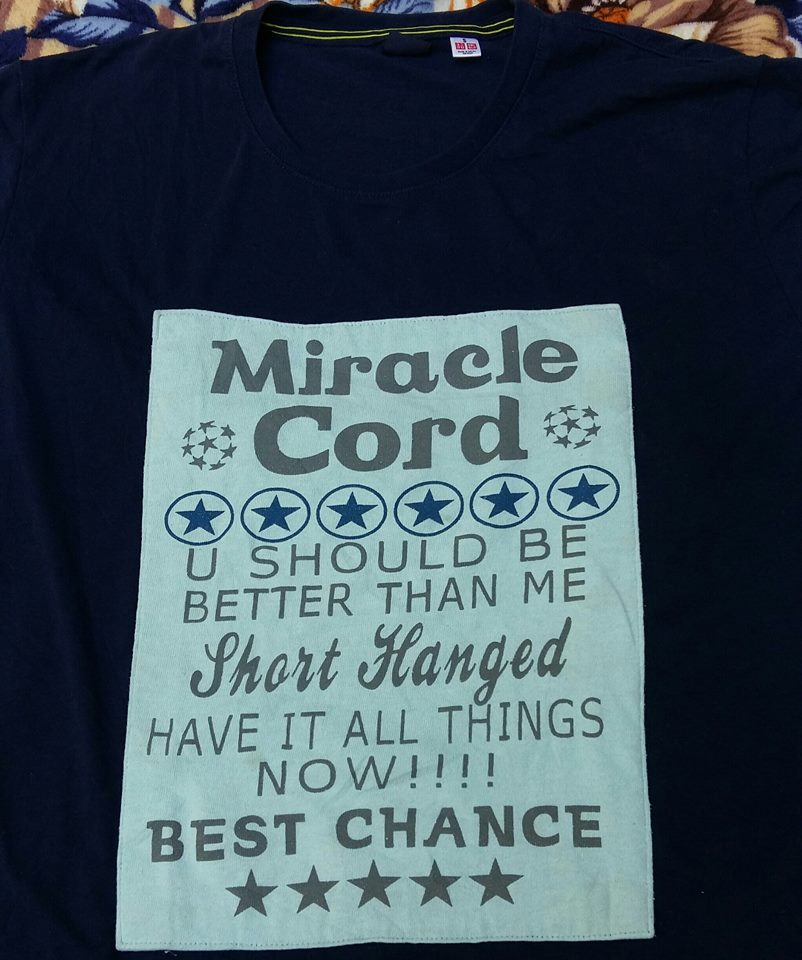 Miracle
Cord
U SHOULD BE
BETTER THAN ME
Short Hanged
HAVE IT ALL THINGS
NOW!!!!
BEST CHANCE